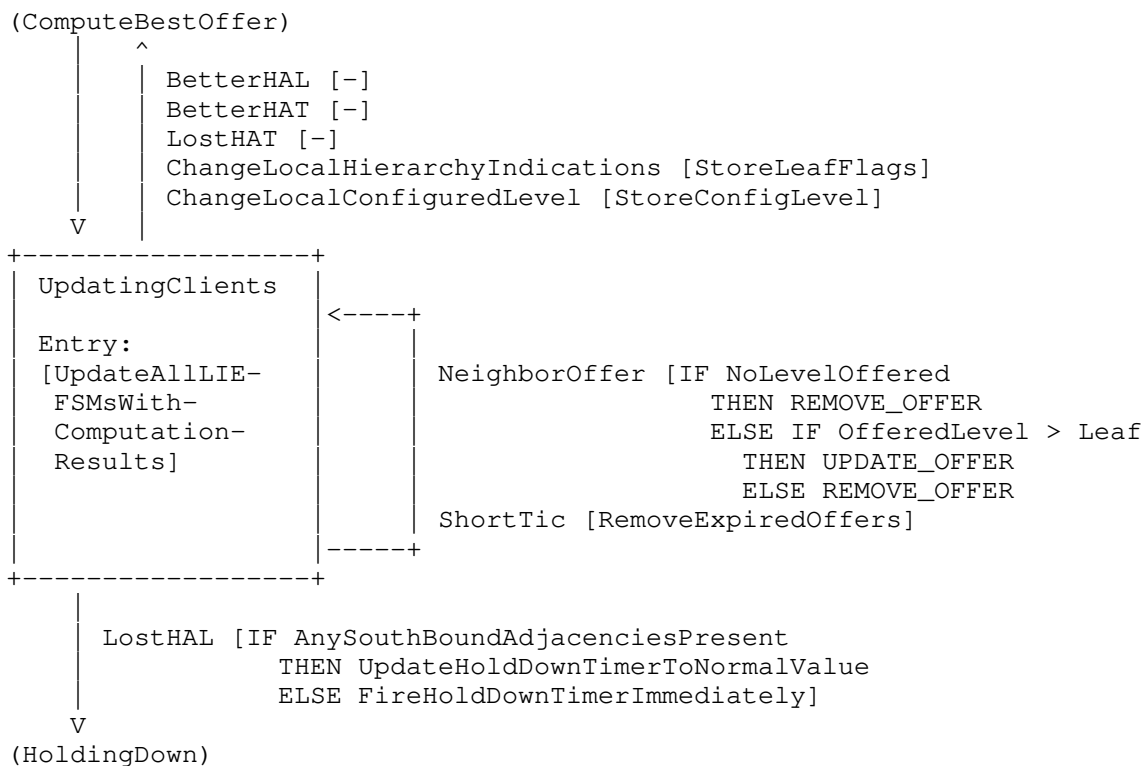 (ComputeBestOffer)
    |   ^
    |   | BetterHAL [-]
    |   | BetterHAT [-]
    |   | LostHAT [-]
    |   | ChangeLocalHierarchyIndications [StoreLeafFlags]
    |   | ChangeLocalConfiguredLevel [StoreConfigLevel]
    V   |
+------------------+
| UpdatingClients  |
|                  |<----+
| Entry:           |     |
| [UpdateAllLIE-   |     | NeighborOffer [IF NoLevelOffered
|  FSMsWith-       |     |                  THEN REMOVE_OFFER
|  Computation-    |     |                  ELSE IF OfferedLevel > Leaf
|  Results]        |     |                    THEN UPDATE_OFFER
|                  |     |                    ELSE REMOVE_OFFER
|                  |     | ShortTic [RemoveExpiredOffers]
|                  |-----+
+------------------+
    |
    | LostHAL [IF AnySouthBoundAdjacenciesPresent
    |            THEN UpdateHoldDownTimerToNormalValue
    |            ELSE FireHoldDownTimerImmediately]
    V
(HoldingDown)